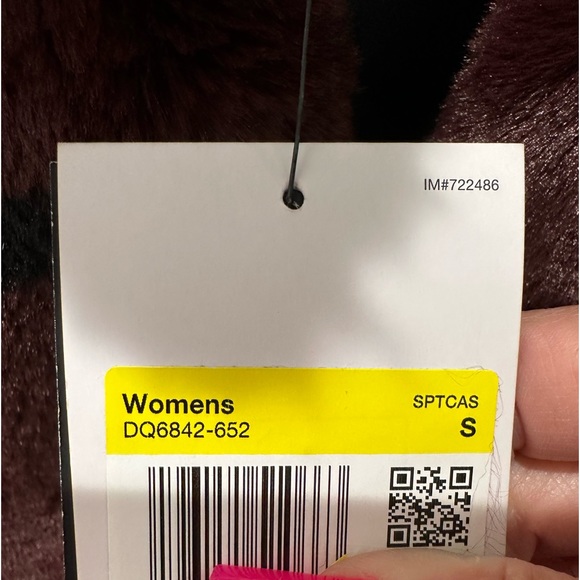 IM#722486
Womens
SPTCAS
DQ6842-652
S